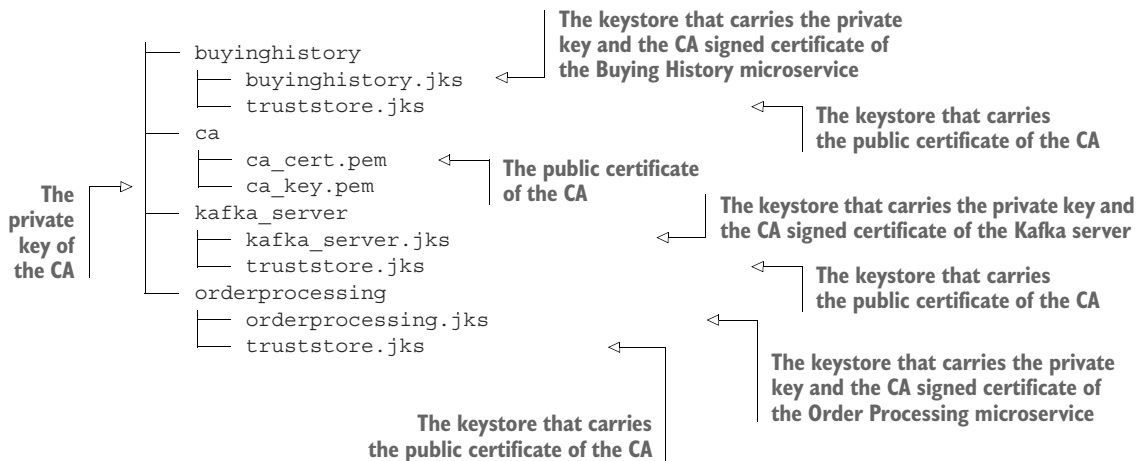 The keystore that carries the private
key and the CA signed certificate of
the Buying History microservice
buyinghistory
buyinghistory.jks
truststore.jks
The keystore that carries
the public certificate of the CA
ca
ca_cert.pem
ca_key.pem
The public certificate
of the CA
The
private
key of
the CA
kafka_server
kafka_server.jks
truststore.jks
The keystore that carries the private key and
the CA signed certificate of the Kafka server
The keystore that carries
the public certificate of the CA
orderprocessing
orderprocessing.jks
truststore.jks
The keystore that carries the private
key and the CA signed certificate of
the Order Processing microservice
The keystore that carries
the public certificate of the CA